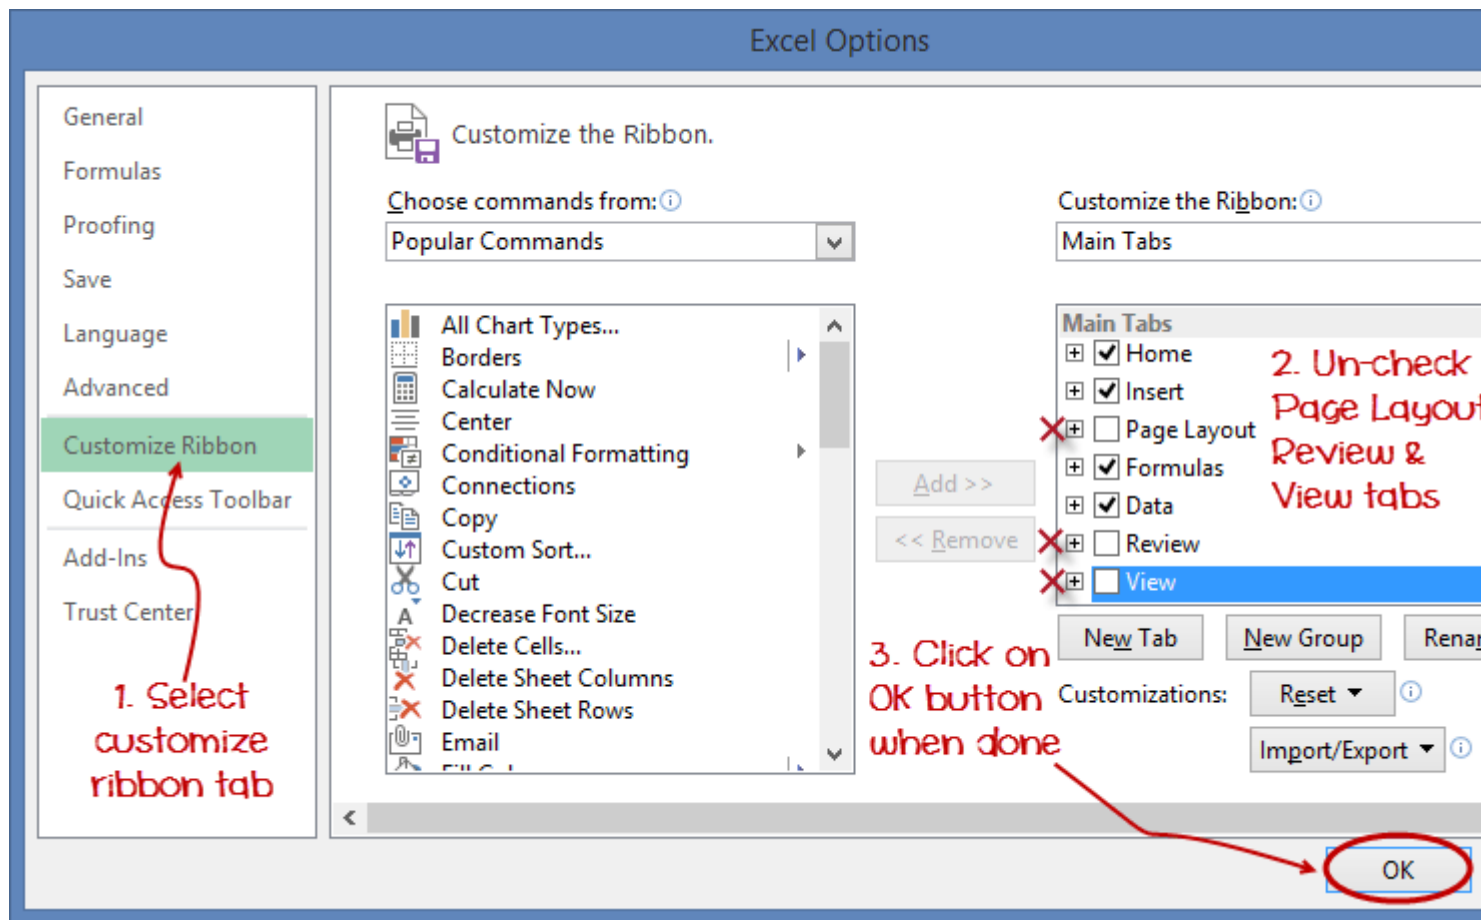 Excel Options
General
Formulas
Proofing
Save
Language
Advanced
Customize Ribbon
Quick Access Toolbar
Add-Ins
Trust Center
1. Select
customize
ribbon tab
Customize the Ribbon.
Choose commands from:
Popular Commands
All Chart Types...
Borders
Calculate Now
Center
Conditional Formatting
Connections
Copy
Custom Sort...
Cut
Decrease Font Size
Delete Cells...
Delete Sheet Columns
Delete Sheet Rows
Email
Add >>
<< Remove
Customize the Ribbon:
Main Tabs
Main Tabs
Home
Insert
Page Layout
Formulas
Data
Review
View
2. Un-check
Page Layout
Review &
View tabs
New Tab
New Group
Rena
Customizations:
Reset
Import/Export
3. Click on
OK button
when done
OK